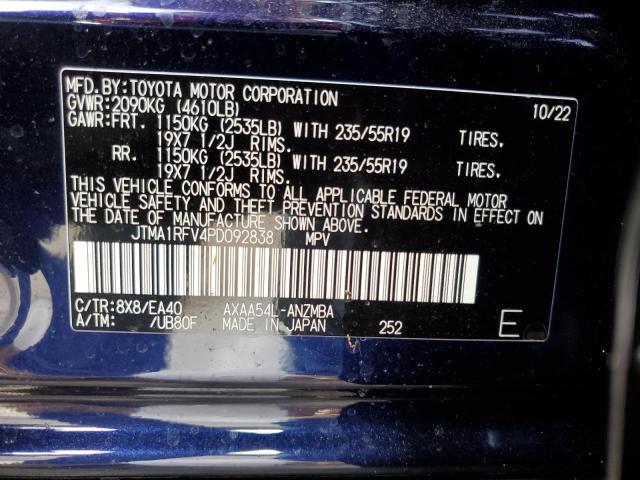 MFD.BY:TOYOTA MOTOR CORPORATION 10/22
GVWR:2090KG (4610LB)
GAWR:FRT. 1150KG (2535LB) WITH 235/55R19 TIRES.
19X7 1/2J RIMS.
RR. 1150KG (2535LB) WITH 235/55R19 TIRES.
19X7 1/2J RIMS.
THIS VEHICLE CONFORMS TO ALL APPLICABLE FEDERAL MOTOR
VEHICLE SAFETY AND THEFT PREVENTION STANDARDS IN EFFECT ON
THE DATE OF MANUFACTURE SHOWN ABOVE.
JTMA1RFV4PD092838 MPV
C/TR:8X8/EA40 AXAA54L-ANZMBA
A/TM: /UB80F MADE IN JAPAN 252 E